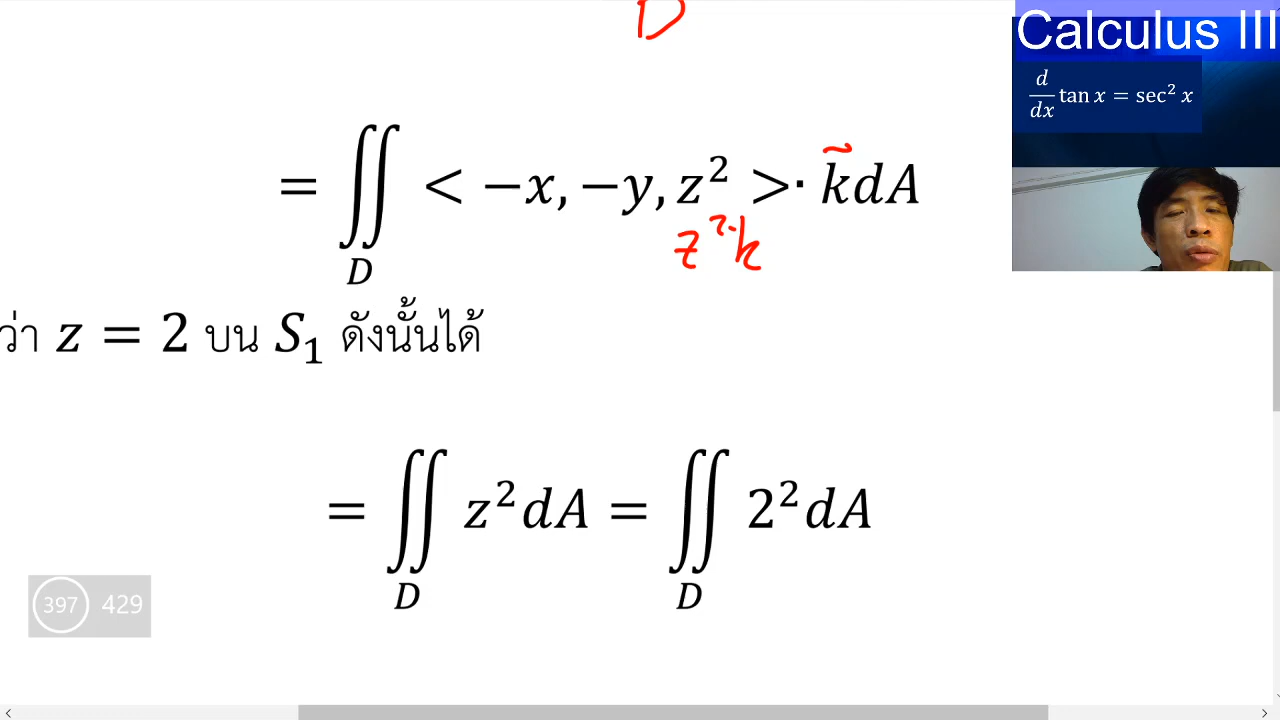 D
Calculus III
d/dx tan x = sec² x
= ∬_D < −x, −y, z² >· k̃ dA
z²·k
ว่า z = 2 บน S₁ ดังนั้นได้
= ∬_D z² dA = ∬_D 2² dA
397 429